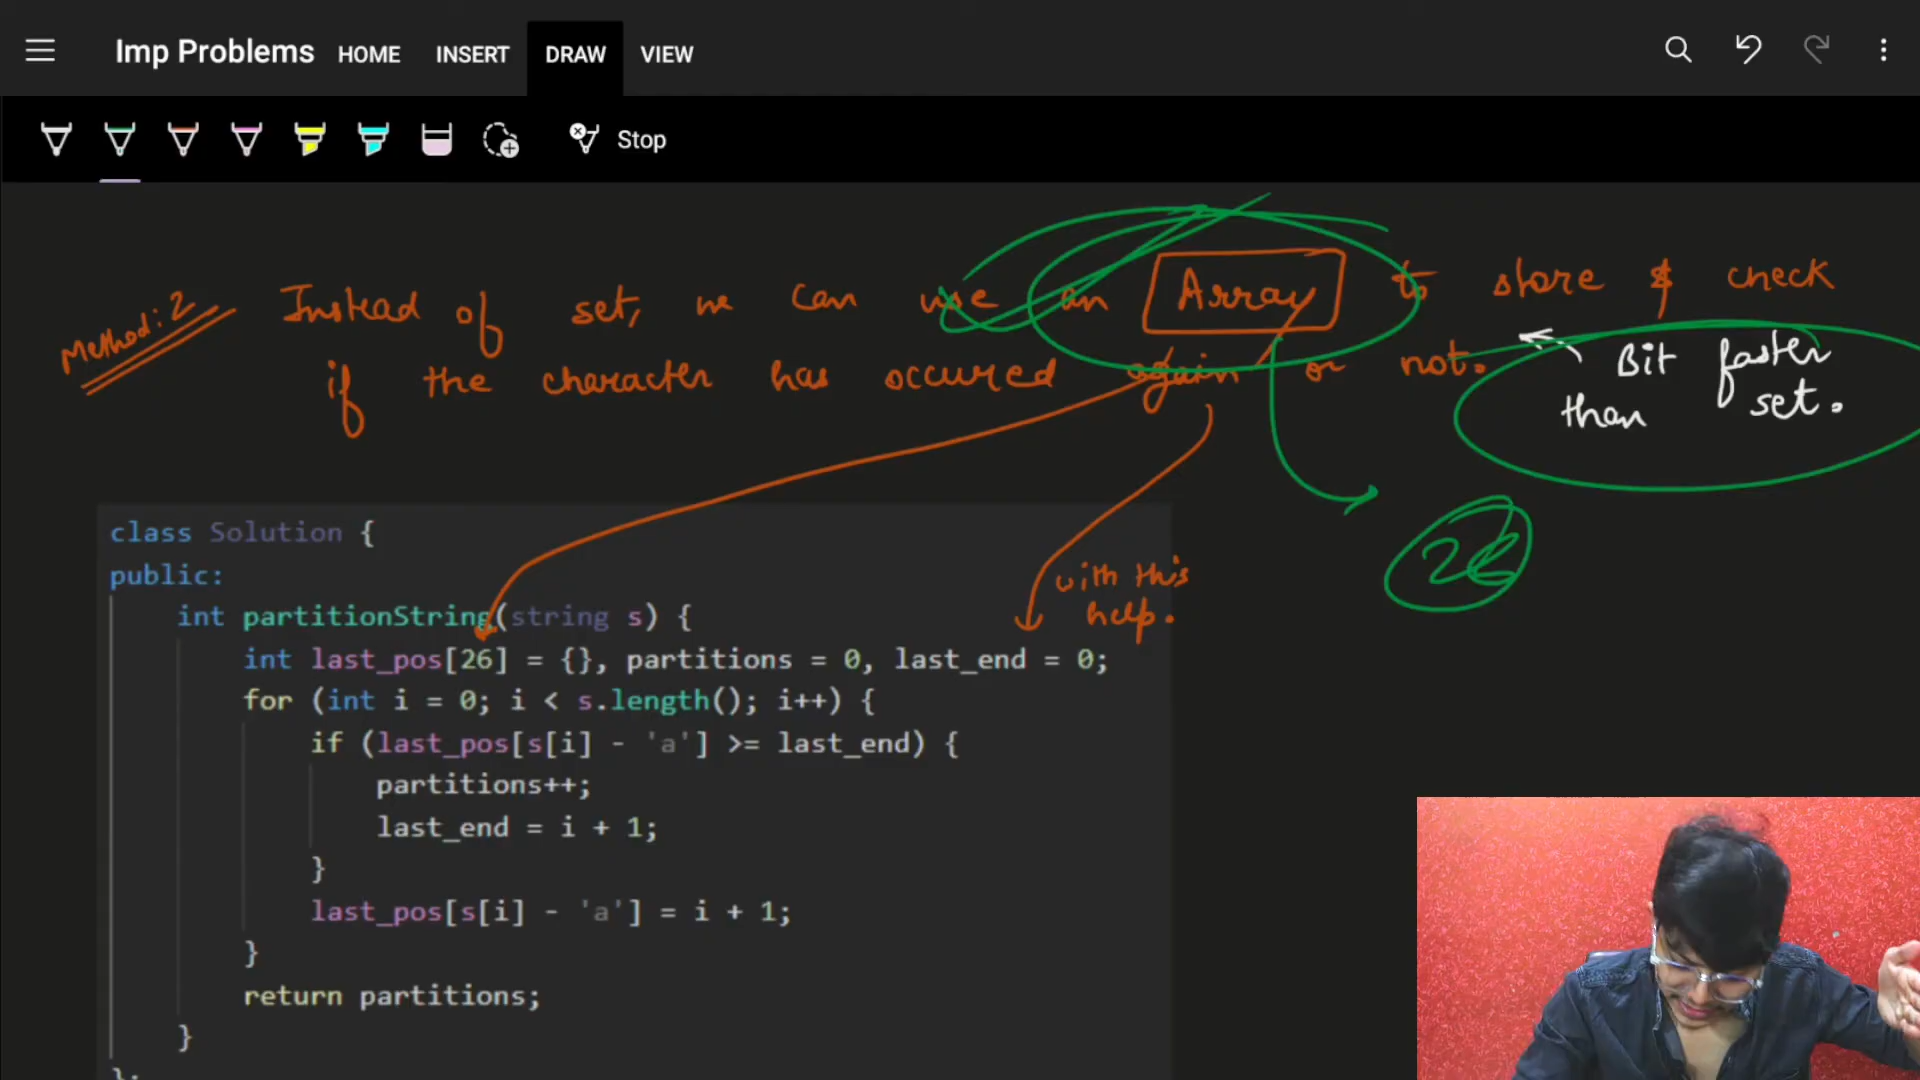 Imp Problems HOME INSERT DRAW VIEW
Stop
Method:2
Instead of set, we can use an Array to store & check
if the character has occured again or not.
Bit faster
than set.
26
with this
help.
class Solution {
public:
int partitionString(string s) {
int last_pos[26] = {}, partitions = 0, last_end = 0;
for (int i = 0; i < s.length(); i++) {
if (last_pos[s[i] - 'a'] >= last_end) {
partitions++;
last_end = i + 1;
}
last_pos[s[i] - 'a'] = i + 1;
}
return partitions;
}
};